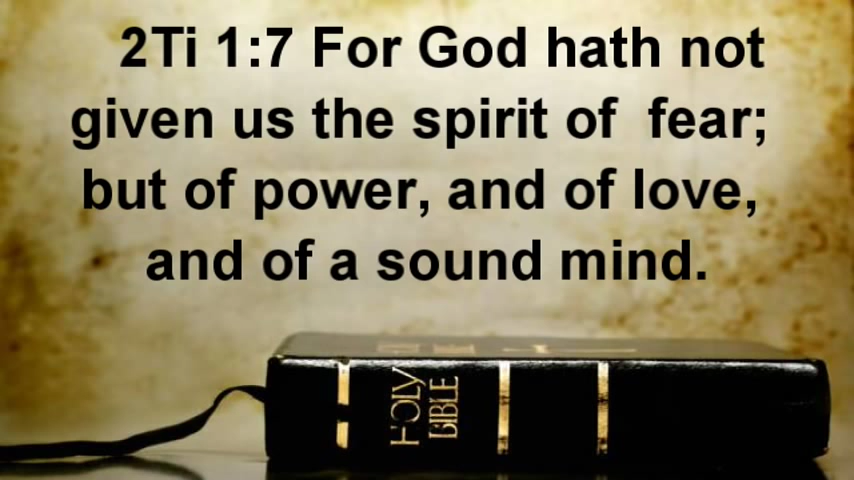 2Ti 1:7 For God hath not
given us the spirit of fear;
but of power, and of love,
and of a sound mind.
HOLY
BIBLE